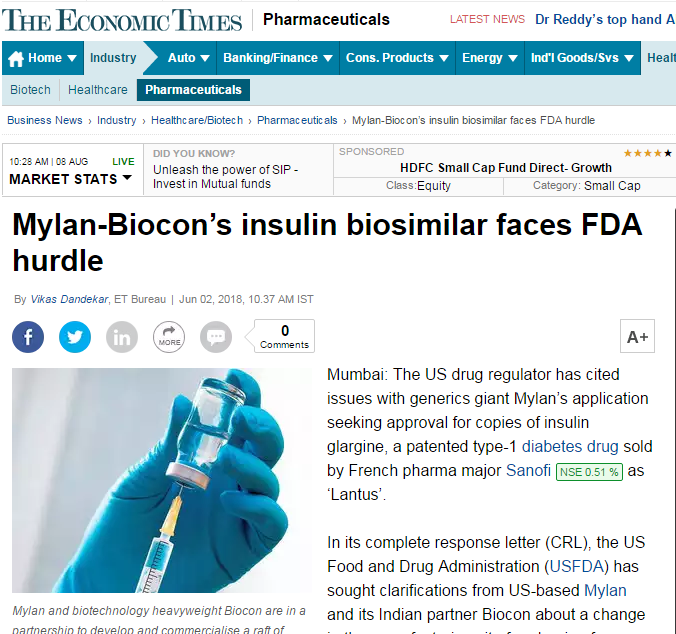 THE ECONOMIC TIMES
Pharmaceuticals
LATEST NEWS Dr Reddy's top hand A
Home Industry Auto Banking/Finance Cons. Products Energy Ind'l Goods/Svs Healt
Biotech Healthcare Pharmaceuticals
Business News › Industry › Healthcare/Biotech › Pharmaceuticals › Mylan-Biocon's insulin biosimilar faces FDA hurdle
10:28 AM | 08 AUG LIVE
MARKET STATS
DID YOU KNOW?
Unleash the power of SIP -
Invest in Mutual funds
SPONSORED
HDFC Small Cap Fund Direct- Growth
Class:Equity Category: Small Cap
Mylan-Biocon’s insulin biosimilar faces FDA
hurdle
By Vikas Dandekar, ET Bureau | Jun 02, 2018, 10.37 AM IST
f
in
MORE
0
Comments
A+
Mumbai: The US drug regulator has cited
issues with generics giant Mylan’s application
seeking approval for copies of insulin
glargine, a patented type-1 diabetes drug sold
by French pharma major Sanofi NSE 0.51 % as
‘Lantus’.
In its complete response letter (CRL), the US
Food and Drug Administration (USFDA) has
sought clarifications from US-based Mylan
and its Indian partner Biocon about a change
Mylan and biotechnology heavyweight Biocon are in a
partnership to develop and commercialise a raft of